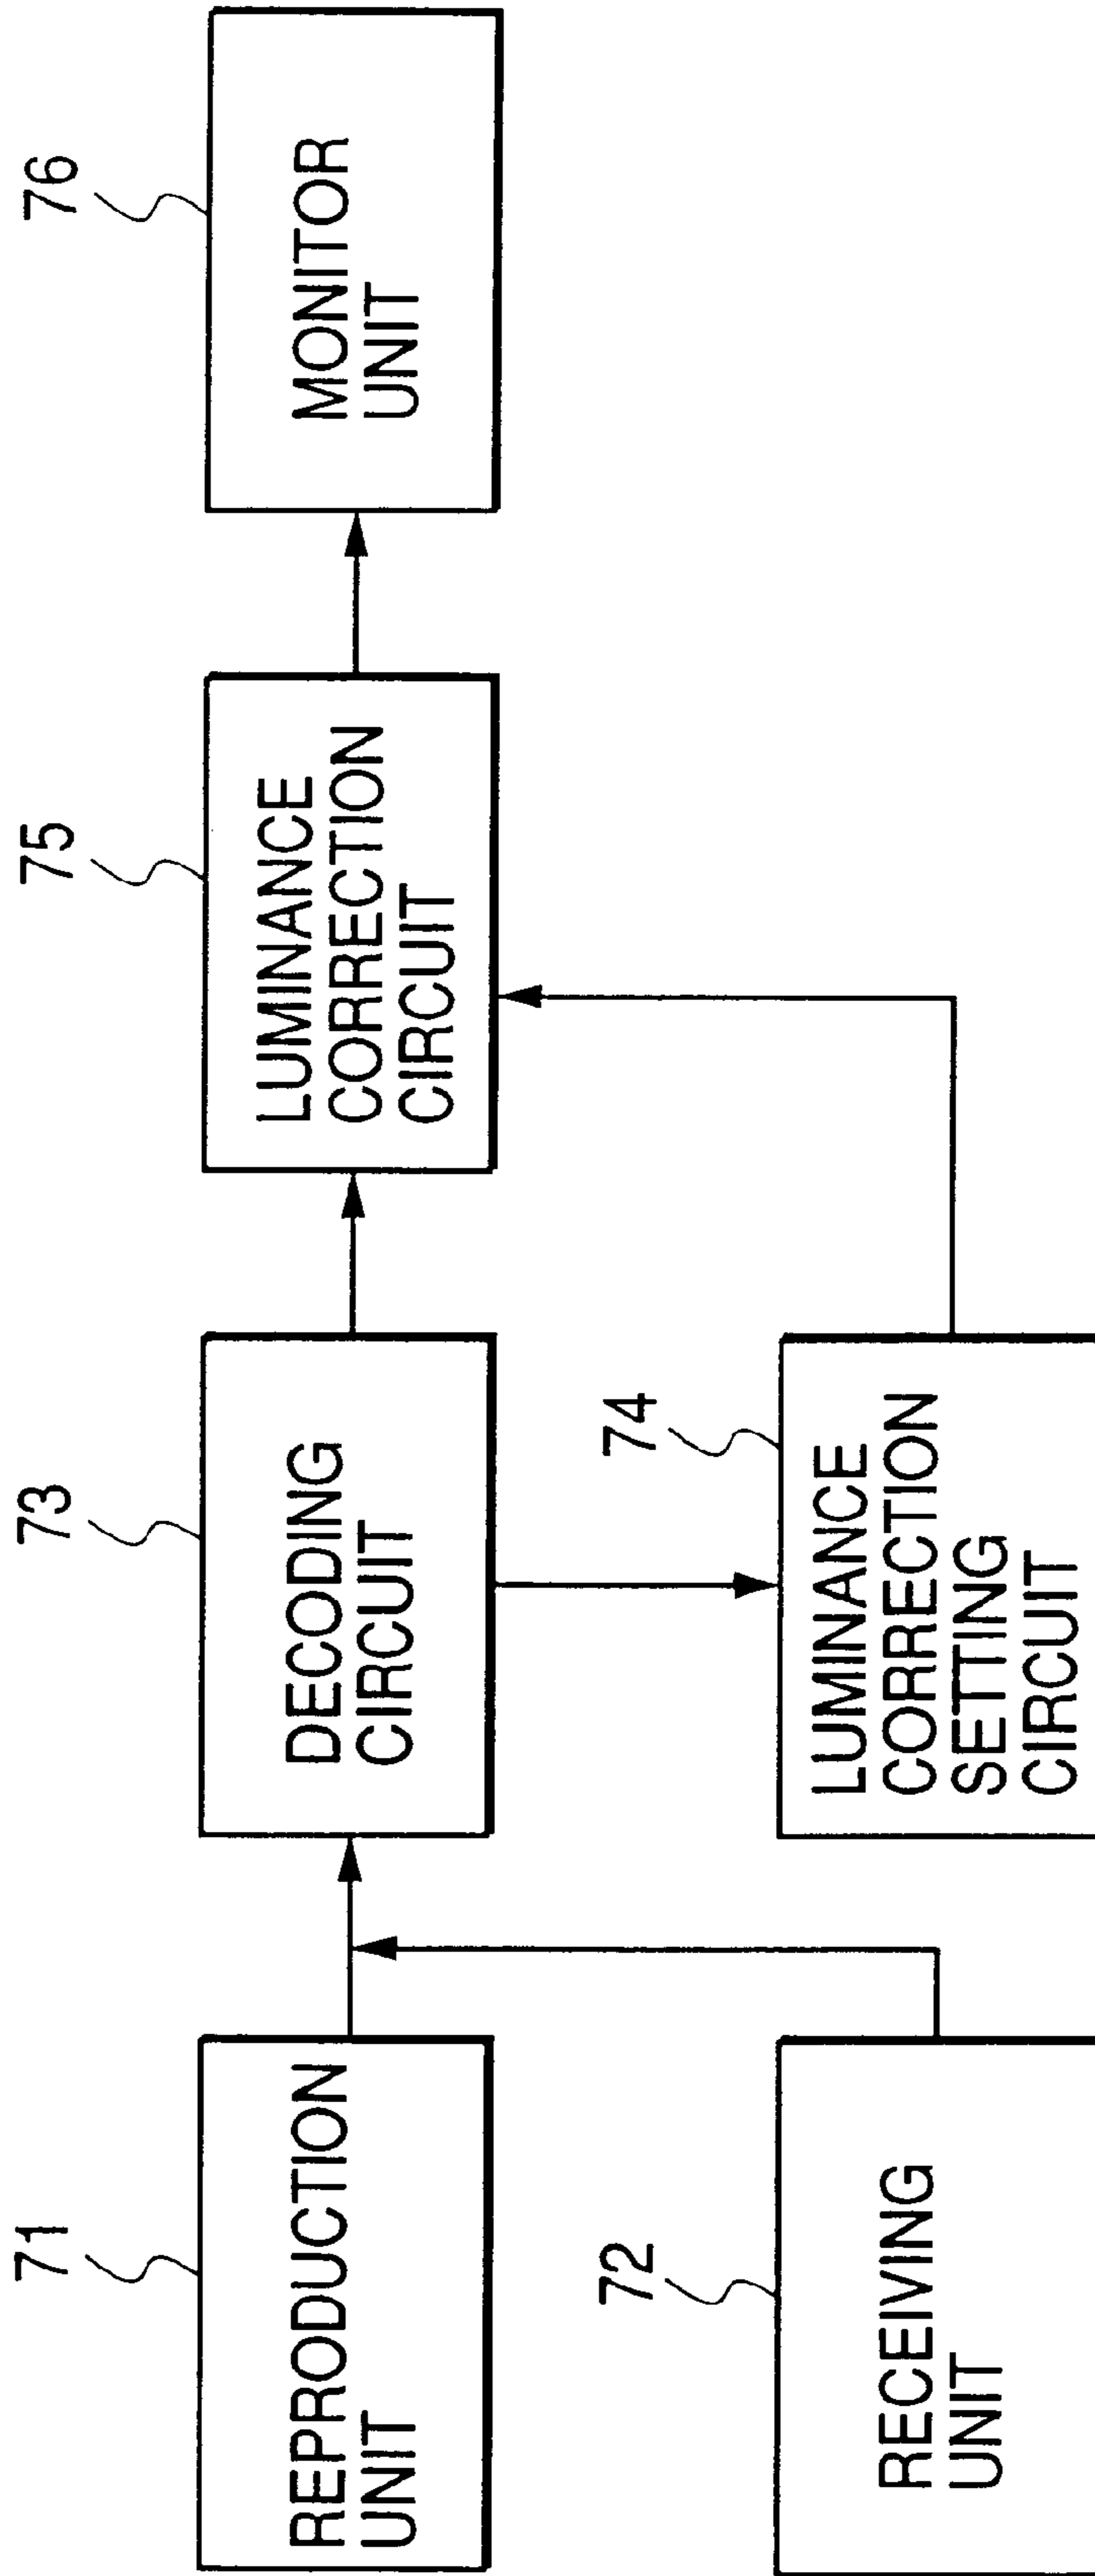 71
REPRODUCTION
UNIT
72
RECEIVING
UNIT
73
DECODING
CIRCUIT
74
LUMINANCE
CORRECTION
SETTING
CIRCUIT
75
LUMINANCE
CORRECTION
CIRCUIT
76
MONITOR
UNIT